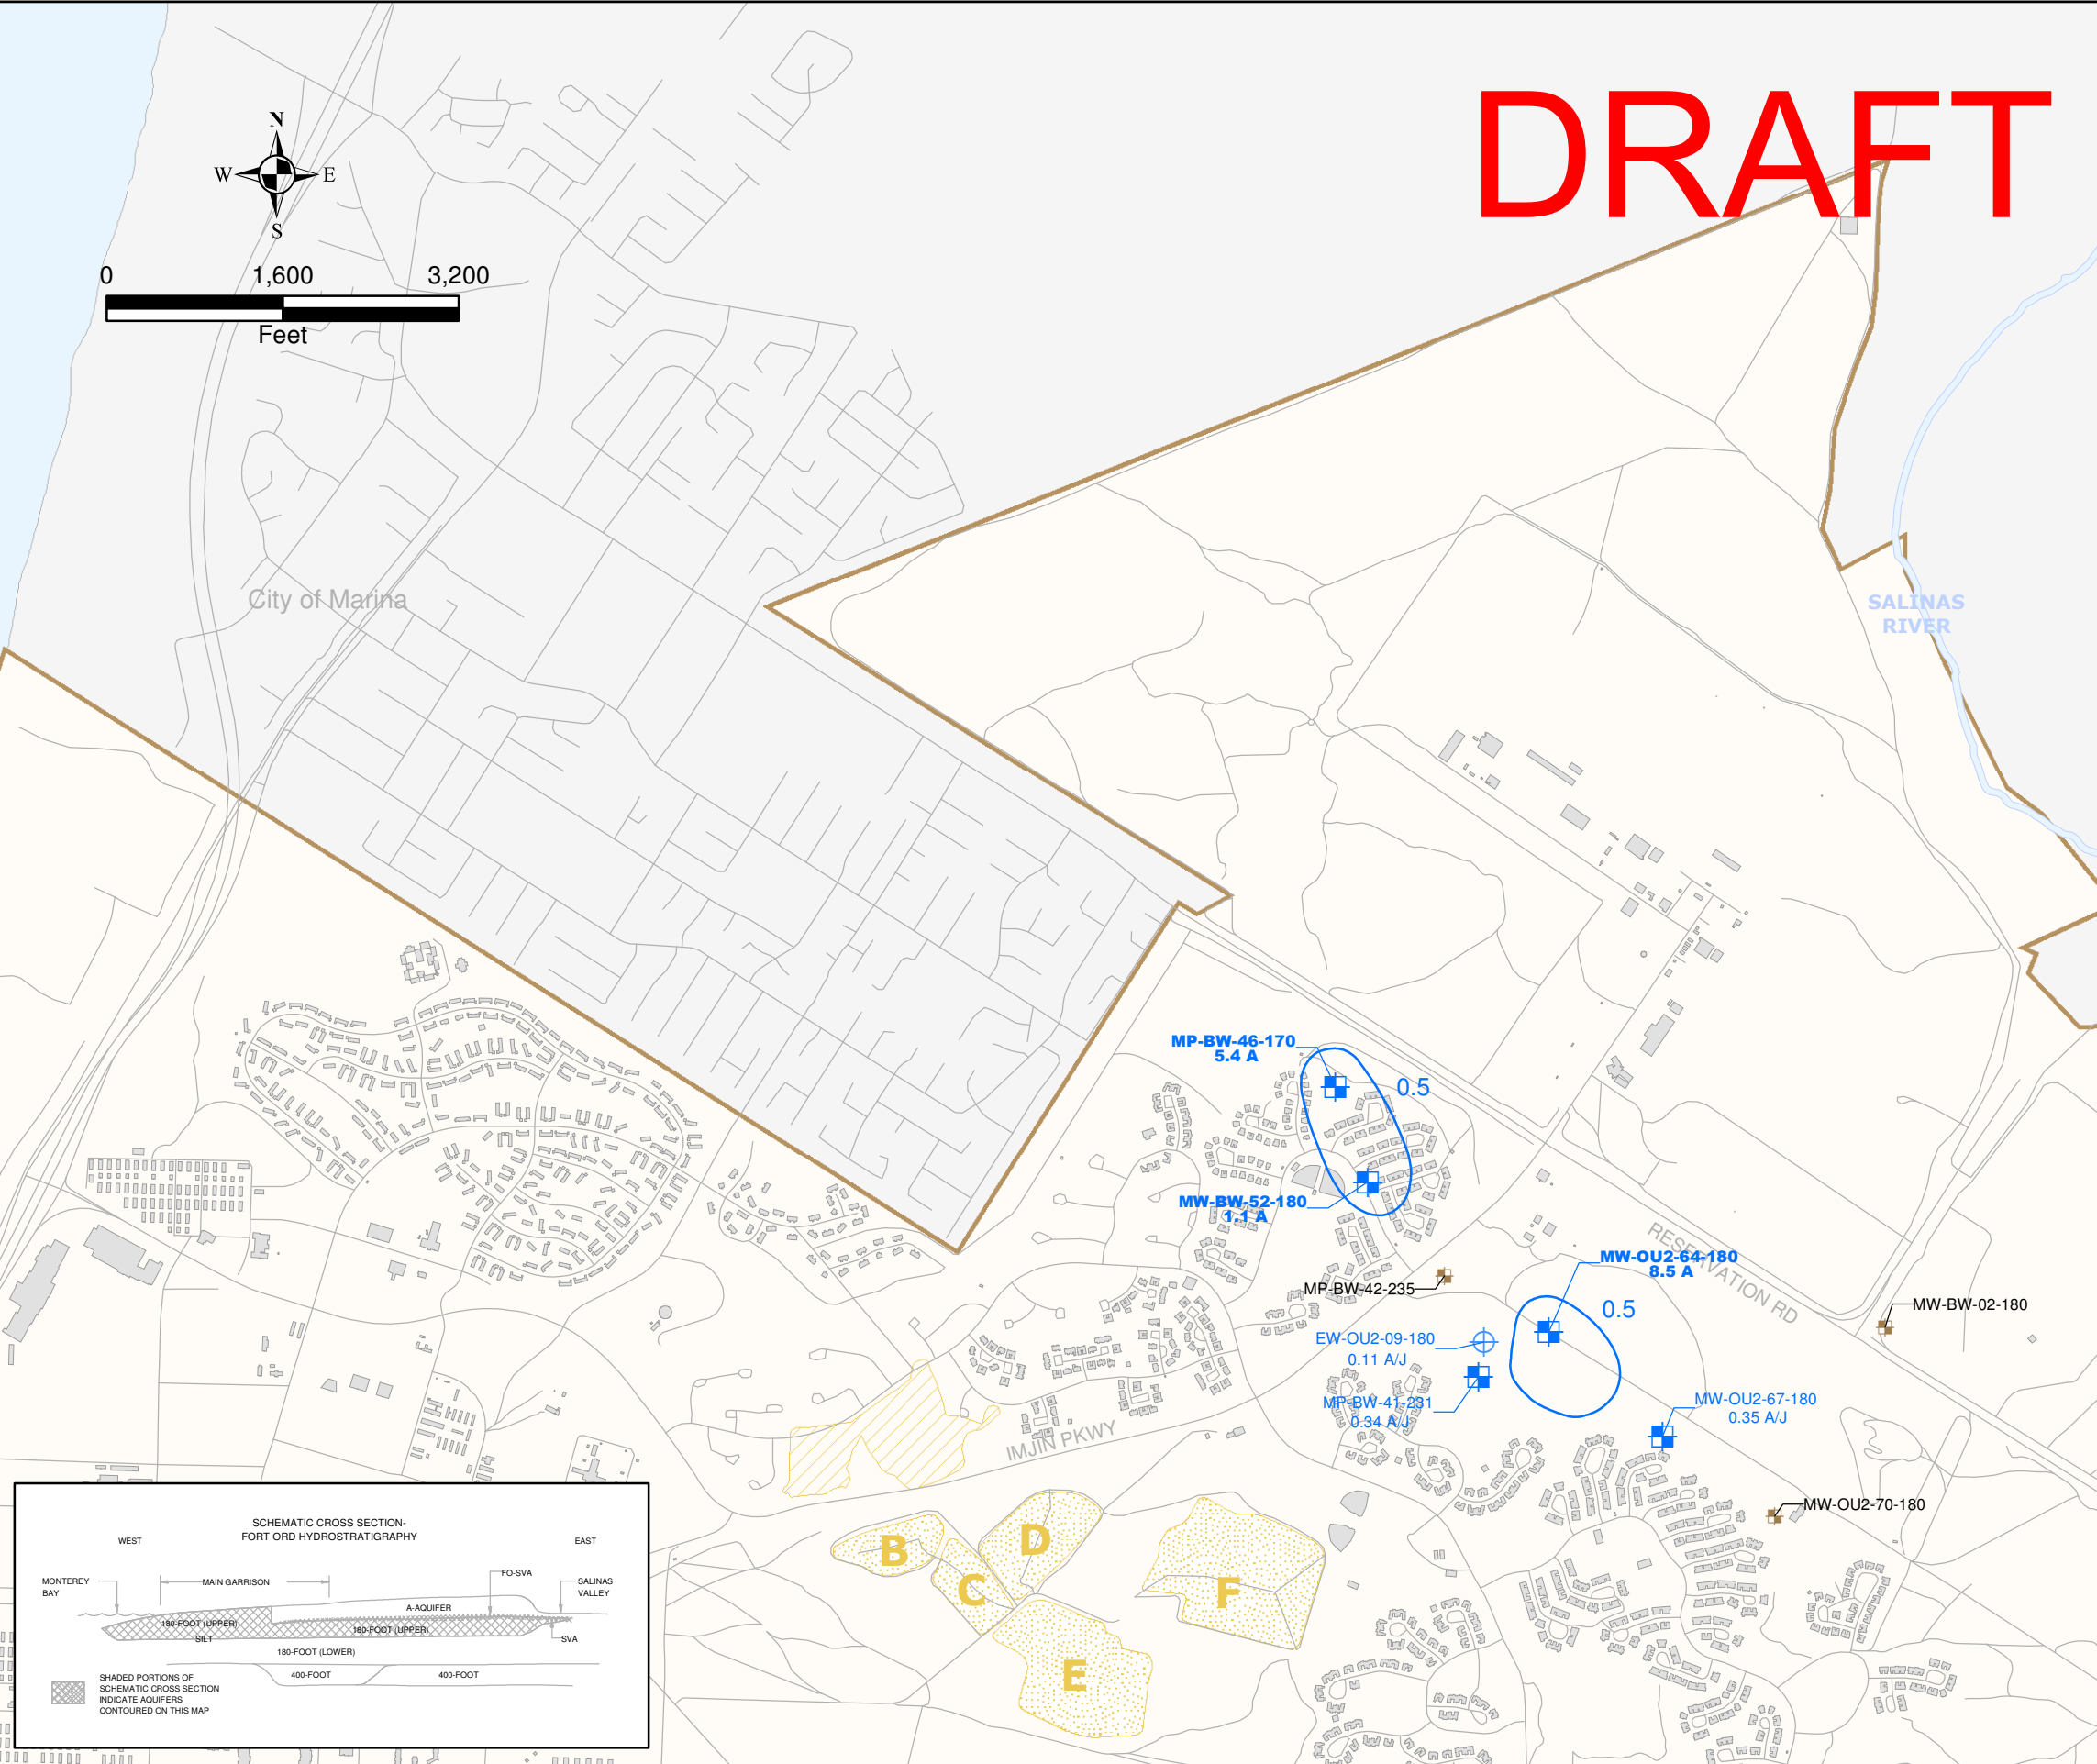 DRAFT
N
W E
S
0 1,600 3,200
Feet
City of Marina
SALINAS
RIVER
MP-BW-46-170
5.4 A
0.5
MW-BW-52-180
1.1 A
RESERVATION RD
MW-OU2-64-180
8.5 A
0.5
MP-BW-42-235
MW-BW-02-180
EW-OU2-09-180
0.11 A/J
MP-BW-41-231
0.34 A/J
MW-OU2-67-180
0.35 A/J
IMJIN PKWY
MW-OU2-70-180
B
C
D
E
F
SCHEMATIC CROSS SECTION-
FORT ORD HYDROSTRATIGRAPHY
WEST
EAST
MONTEREY
BAY
MAIN GARRISON
FO-SVA
SALINAS
VALLEY
A-AQUIFER
180-FOOT (UPPER)
180-FOOT (UPPER)
SILT
SVA
180-FOOT (LOWER)
400-FOOT
400-FOOT
SHADED PORTIONS OF
SCHEMATIC CROSS SECTION
INDICATE AQUIFERS
CONTOURED ON THIS MAP